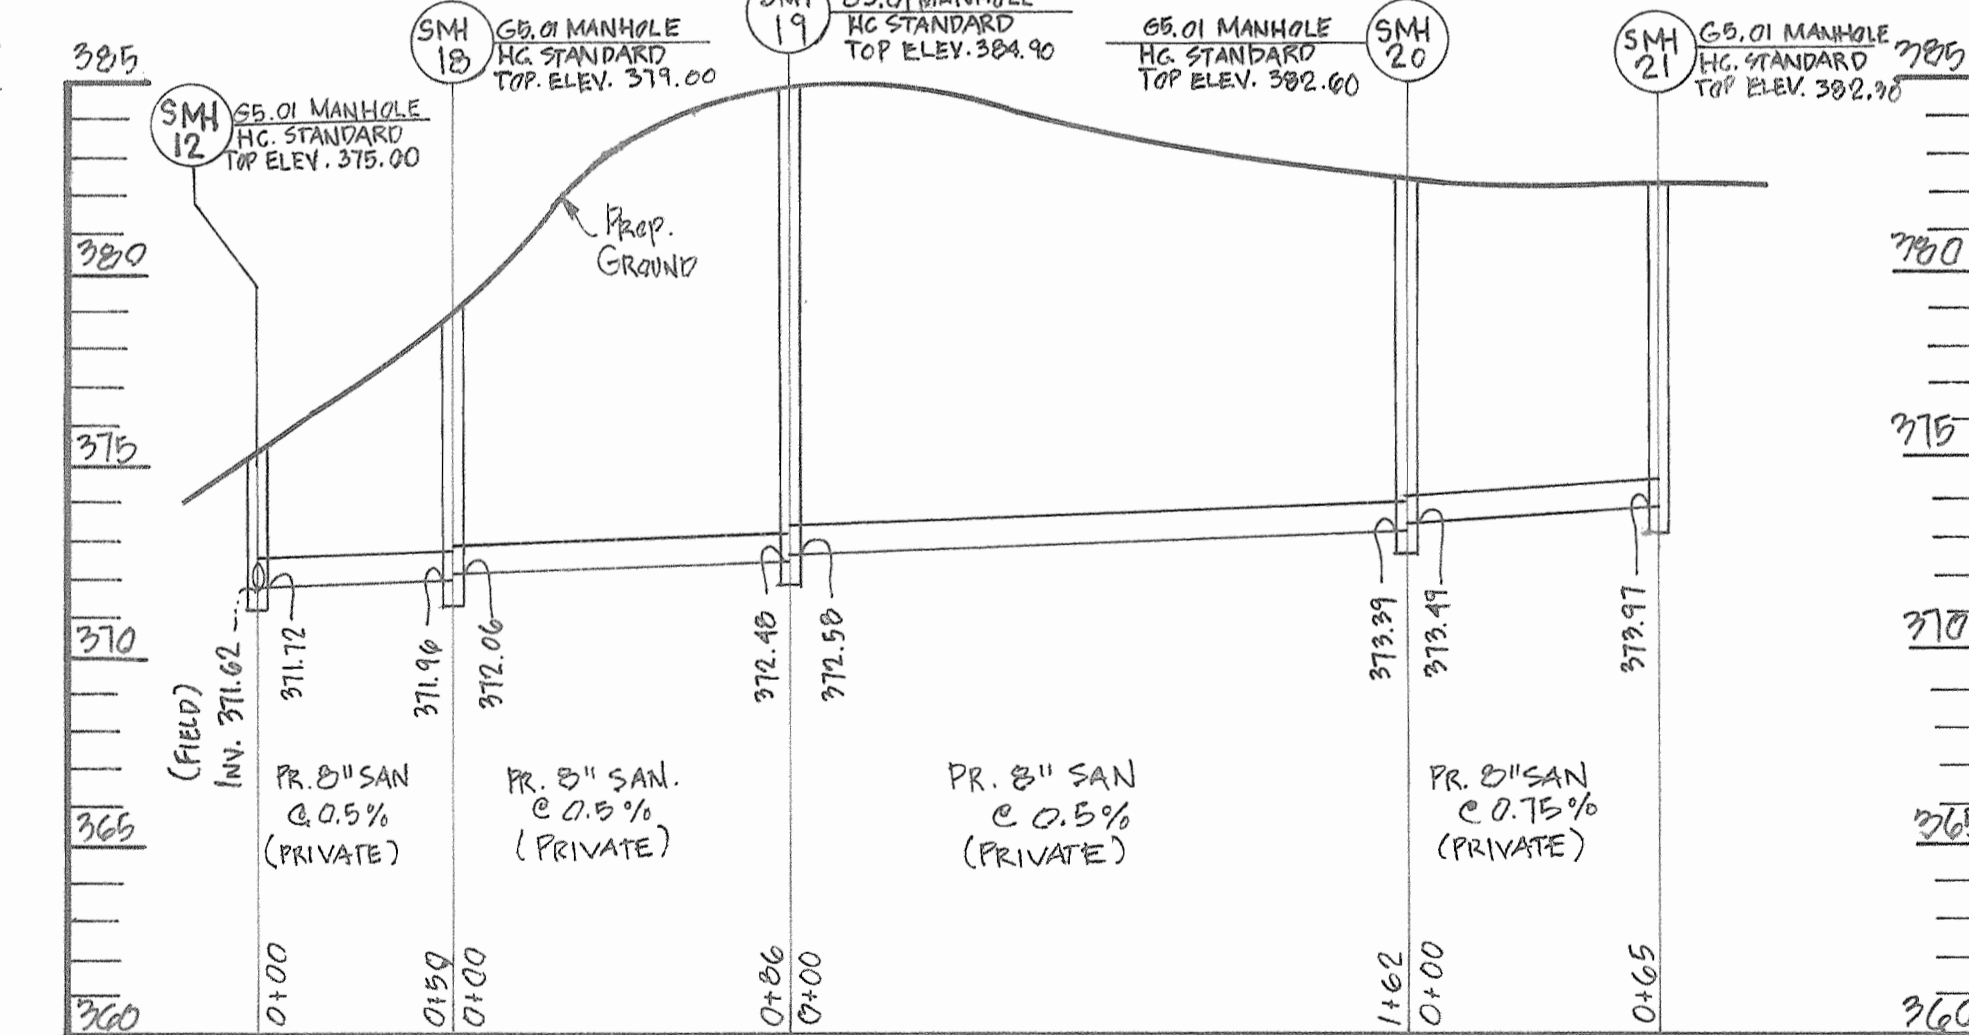 SMH
18
G5.01 MANHOLE
HC. STANDARD
TOP. ELEV. 379.00
SMH
19
G5.01 MANHOLE
HC STANDARD
TOP ELEV. 384.90
G5.01 MANHOLE
HG. STANDARD
TOP ELEV. 382.60
SMH
20
SMH
21
G5.01 MANHOLE
HC. STANDARD
TOP ELEV.
385
385
SMH
12
G5.01 MANHOLE
HC. STANDARD
TOP ELEV. 375.00
PROP.
GROUND
380
380
375
375
370
370
(FIELD)
INV. 371.62
371.72
371.96
372.06
372.48
372.58
373.39
373.49
373.97
PR. 8" SAN
@ 0.5%
(PRIVATE)
PR. 8" SAN.
@ 0.5%
(PRIVATE)
PR. 8" SAN
@ 0.5%
(PRIVATE)
PR. 8" SAN
@ 0.75%
(PRIVATE)
365
365
0+00
0+00
0+86
0+00
1+62
0+00
0+65
360
360